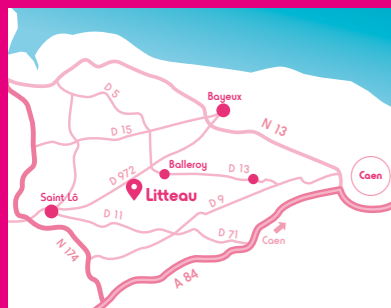 D 5
Bayeux
N 13
D 15
Balleroy
D 13
Caen
D 972
Saint Lô
Litteau
D 9
D 11
D 71
Caen
N 174
A 84